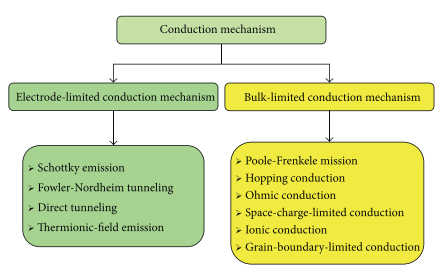 Conduction mechanism
Electrode-limited conduction mechanism
Bulk-limited conduction mechanism
➢ Schottky emission
➢ Fowler-Nordheim tunneling
➢ Direct tunneling
➢ Thermionic-field emission
➢ Poole-Frenkele mission
➢ Hopping conduction
➢ Ohmic conduction
➢ Space-charge-limited conduction
➢ Ionic conduction
➢ Grain-boundary-limited conduction